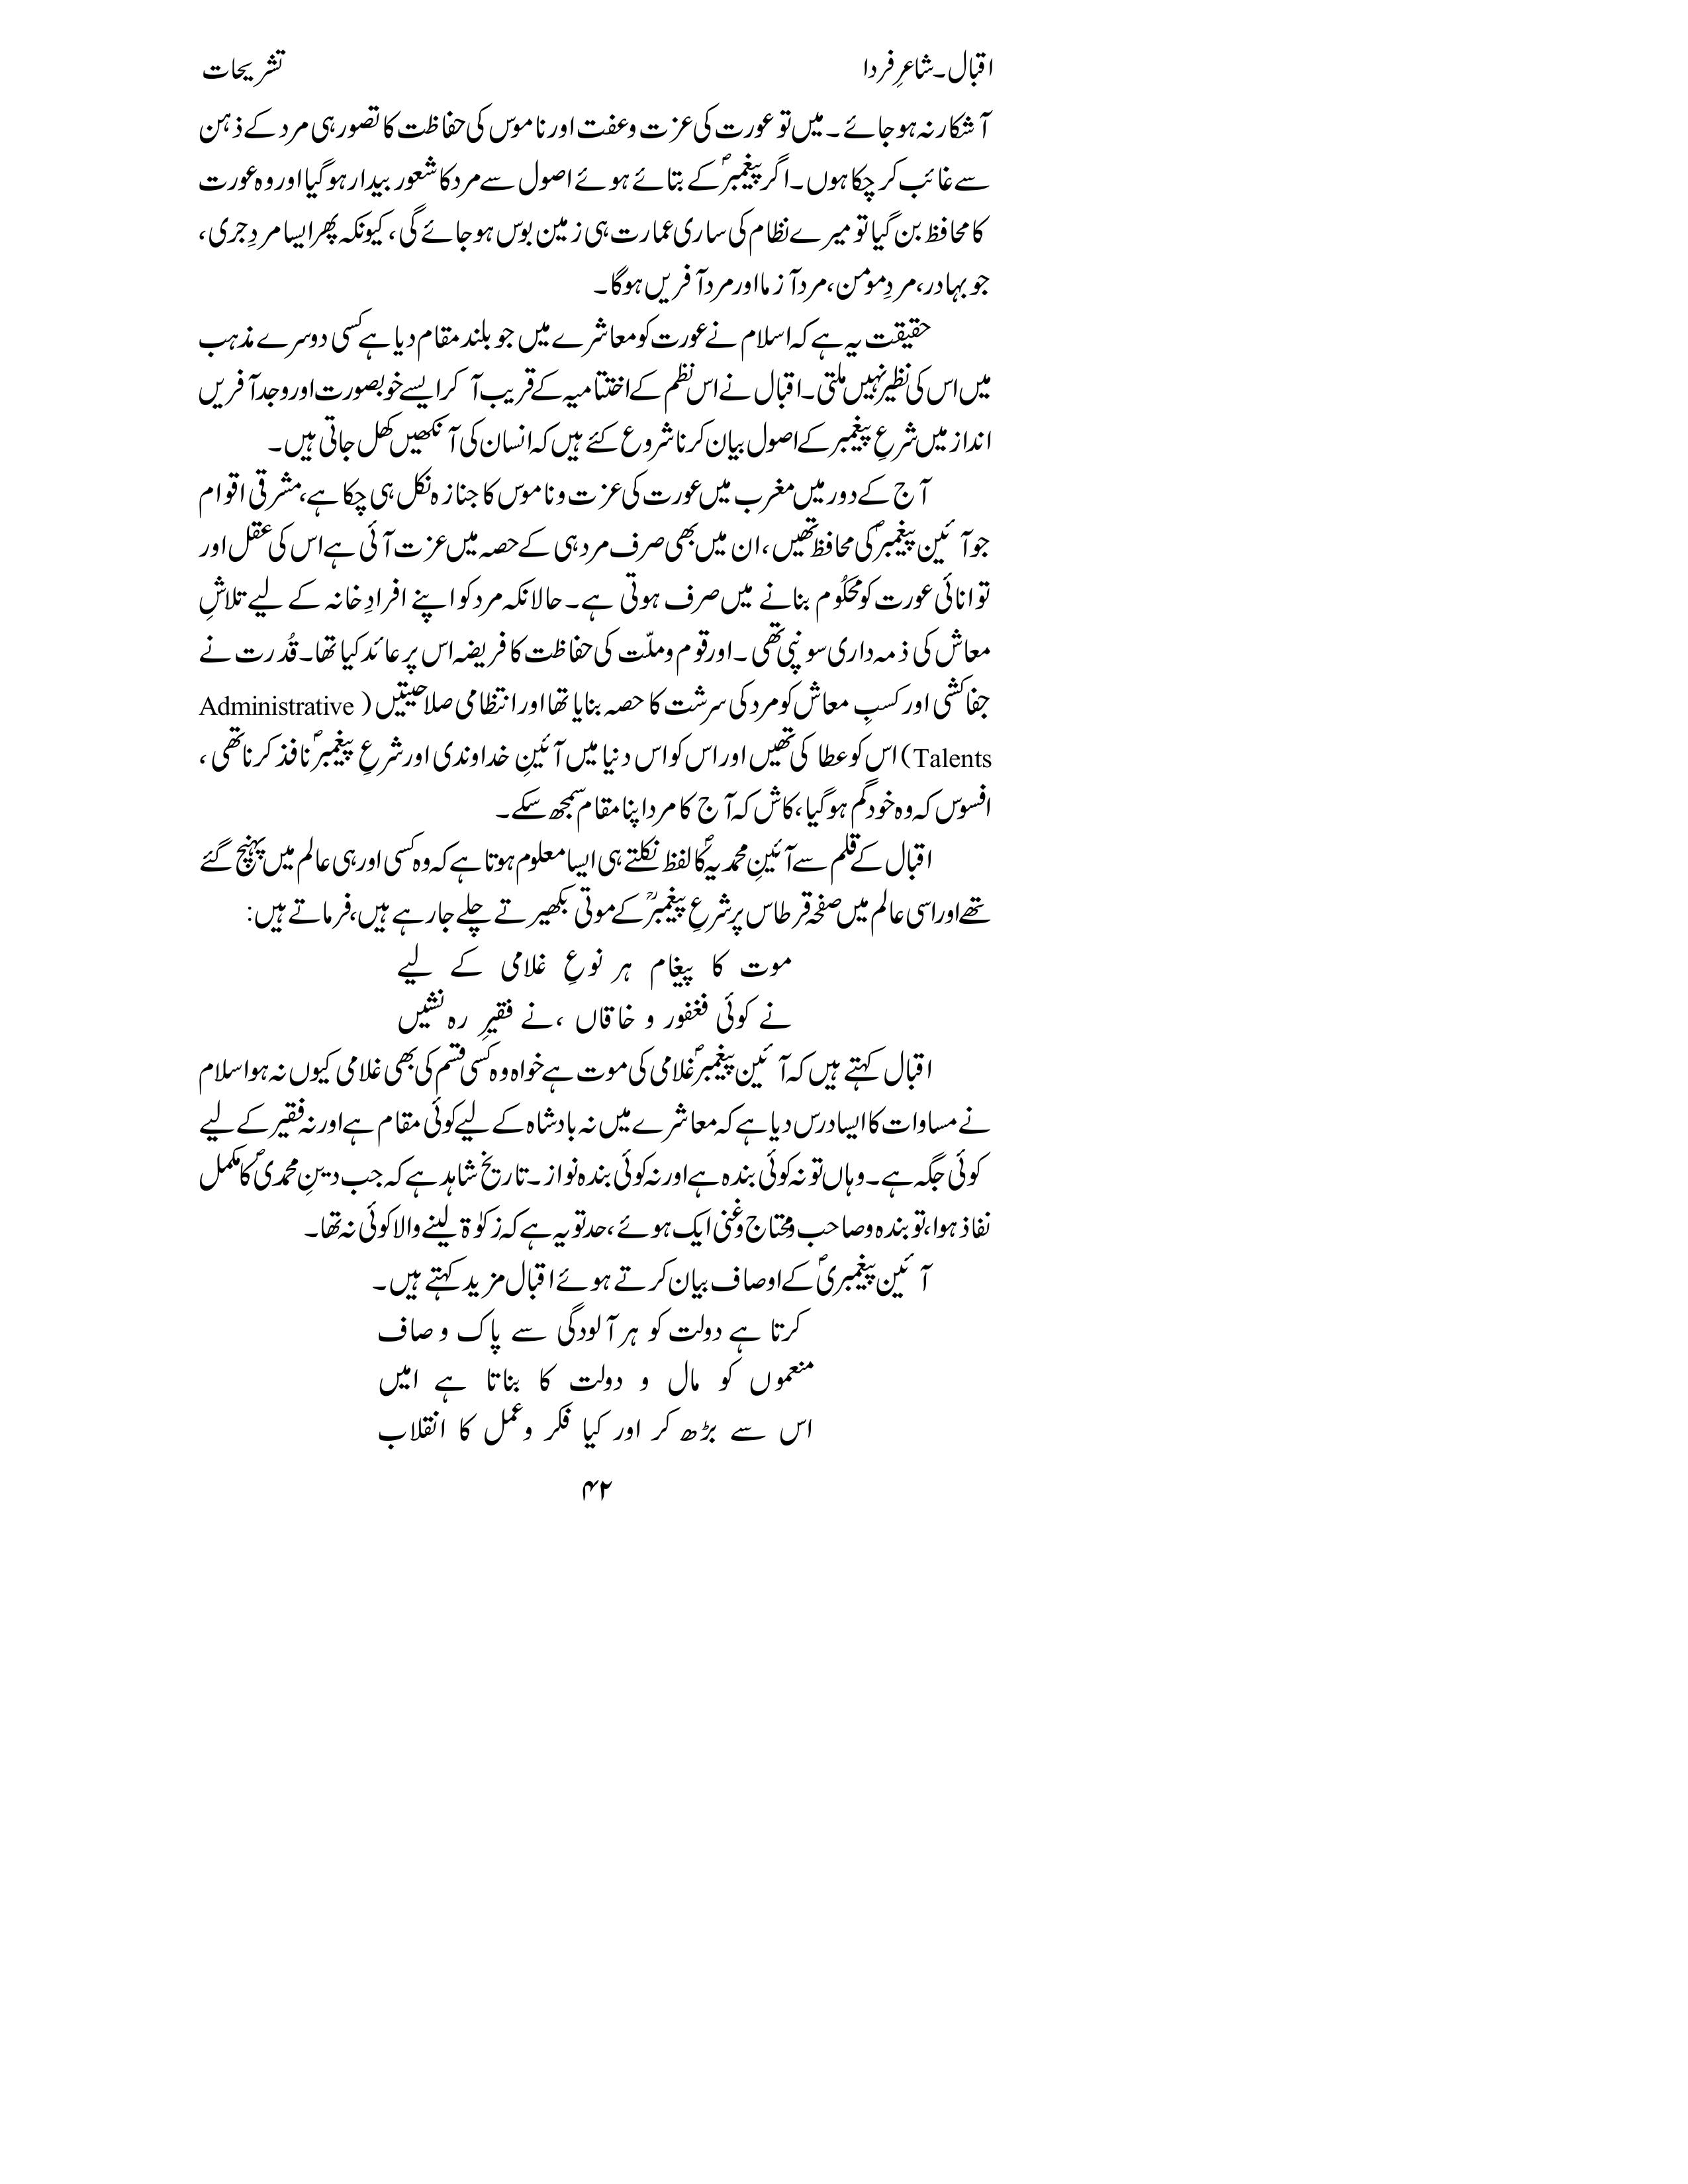 اقبال۔شاعرِ فردا تشریحات
آشکار نہ ہو جائے۔ میں تو عورت کی عزت وعفت اور ناموس کی حفاظت کا تصور ہی مرد کے ذہن
سے غائب کر چکا ہوں۔ اگر پیغمبرؐ کے بتائے ہوئے اصول سے مرد کا شعور بیدار ہو گیا اور وہ عورت
کا محافظ بن گیا تو میرے نظام کی ساری عمارت ہی زمین بوس ہو جائے گی، کیونکہ پھر ایسا مردِ جری،
جو بہادر، مردِ مومن، مرد آزما اور مرد آفریں ہوگا۔
حقیقت یہ ہے کہ اسلام نے عورت کو معاشرے میں جو بلند مقام دیا ہے کسی دوسرے مذہب
میں اس کی نظیر نہیں ملتی۔ اقبال نے اس نظم کے اختتامیہ کے قریب آ کر ایسے خوبصورت اور وجد آفریں
انداز میں شرعِ پیغمبر کے اصول بیان کرنا شروع کئے ہیں کہ انسان کی آنکھیں کھل جاتی ہیں۔
آج کے دور میں مغرب میں عورت کی عزت و ناموس کا جنازہ نکل ہی چکا ہے، مشرقی اقوام
جو آئین پیغمبرؐ کی محافظ تھیں، ان میں بھی صرف مرد ہی کے حصہ میں عزت آئی ہے اس کی عقل اور
توانائی عورت کو محکُوم بنانے میں صرف ہوتی ہے۔ حالانکہ مرد کو اپنے افرادِ خانہ کے لیے تلاشِ
معاش کی ذمہ داری سونپی تھی۔ اور قوم وملّت کی حفاظت کا فریضہ اس پر عائد کیا تھا۔ قُدرت نے
جفاکشی اور کسبِ معاش کو مرد کی سرشت کا حصہ بنایا تھا اور انتظامی صلاحیتیں (Administrative
Talents) اس کو عطا کی تھیں اور اس کو اس دنیا میں آئینِ خداوندی اور شرعِ پیغمبرؐ نافذ کرنا تھی،
افسوس کہ وہ خود گم ہو گیا، کاش کہ آج کا مرد اپنا مقام سمجھ سکے۔
اقبال کے قلم سے آئینِ محمدیہؐ کا لفظ نکلتے ہی ایسا معلوم ہوتا ہے کہ وہ کسی اور ہی عالم میں پہنچ گئے
تھے اور اسی عالم میں صفحۂ قرطاس پر شرعِ پیغمبرؒ کے موتی بکھیرتے چلے جا رہے ہیں، فرماتے ہیں:
موت کا پیغام ہر نوعِ غلامی کے لیے
نے کوئی فغفور و خاقاں ، نے فقیرِ رہ نشیں
اقبال کہتے ہیں کہ آئین پیغمبرؐ غلامی کی موت ہے خواہ وہ کسی قسم کی بھی غلامی کیوں نہ ہو اسلام
نے مساوات کا ایسا درس دیا ہے کہ معاشرے میں نہ بادشاہ کے لیے کوئی مقام ہے اور نہ فقیر کے لیے
کوئی جگہ ہے۔ وہاں تو نہ کوئی بندہ ہے اور نہ کوئی بندہ نواز۔ تاریخ شاہد ہے کہ جب دینِ محمدیؐ کا مکمل
نفاذ ہوا، تو بندہ وصاحب ومحتاج وغنی ایک ہوئے، حد تو یہ ہے کہ زکوٰۃ لینے والا کوئی نہ تھا۔
آئین پیغمبریؐ کے اوصاف بیان کرتے ہوئے اقبال مزید کہتے ہیں۔
کرتا ہے دولت کو ہر آلودگی سے پاک و صاف
منعموں کو مال و دولت کا بناتا ہے امیں
اس سے بڑھ کر اور کیا فکر وعمل کا انقلاب
۴۲